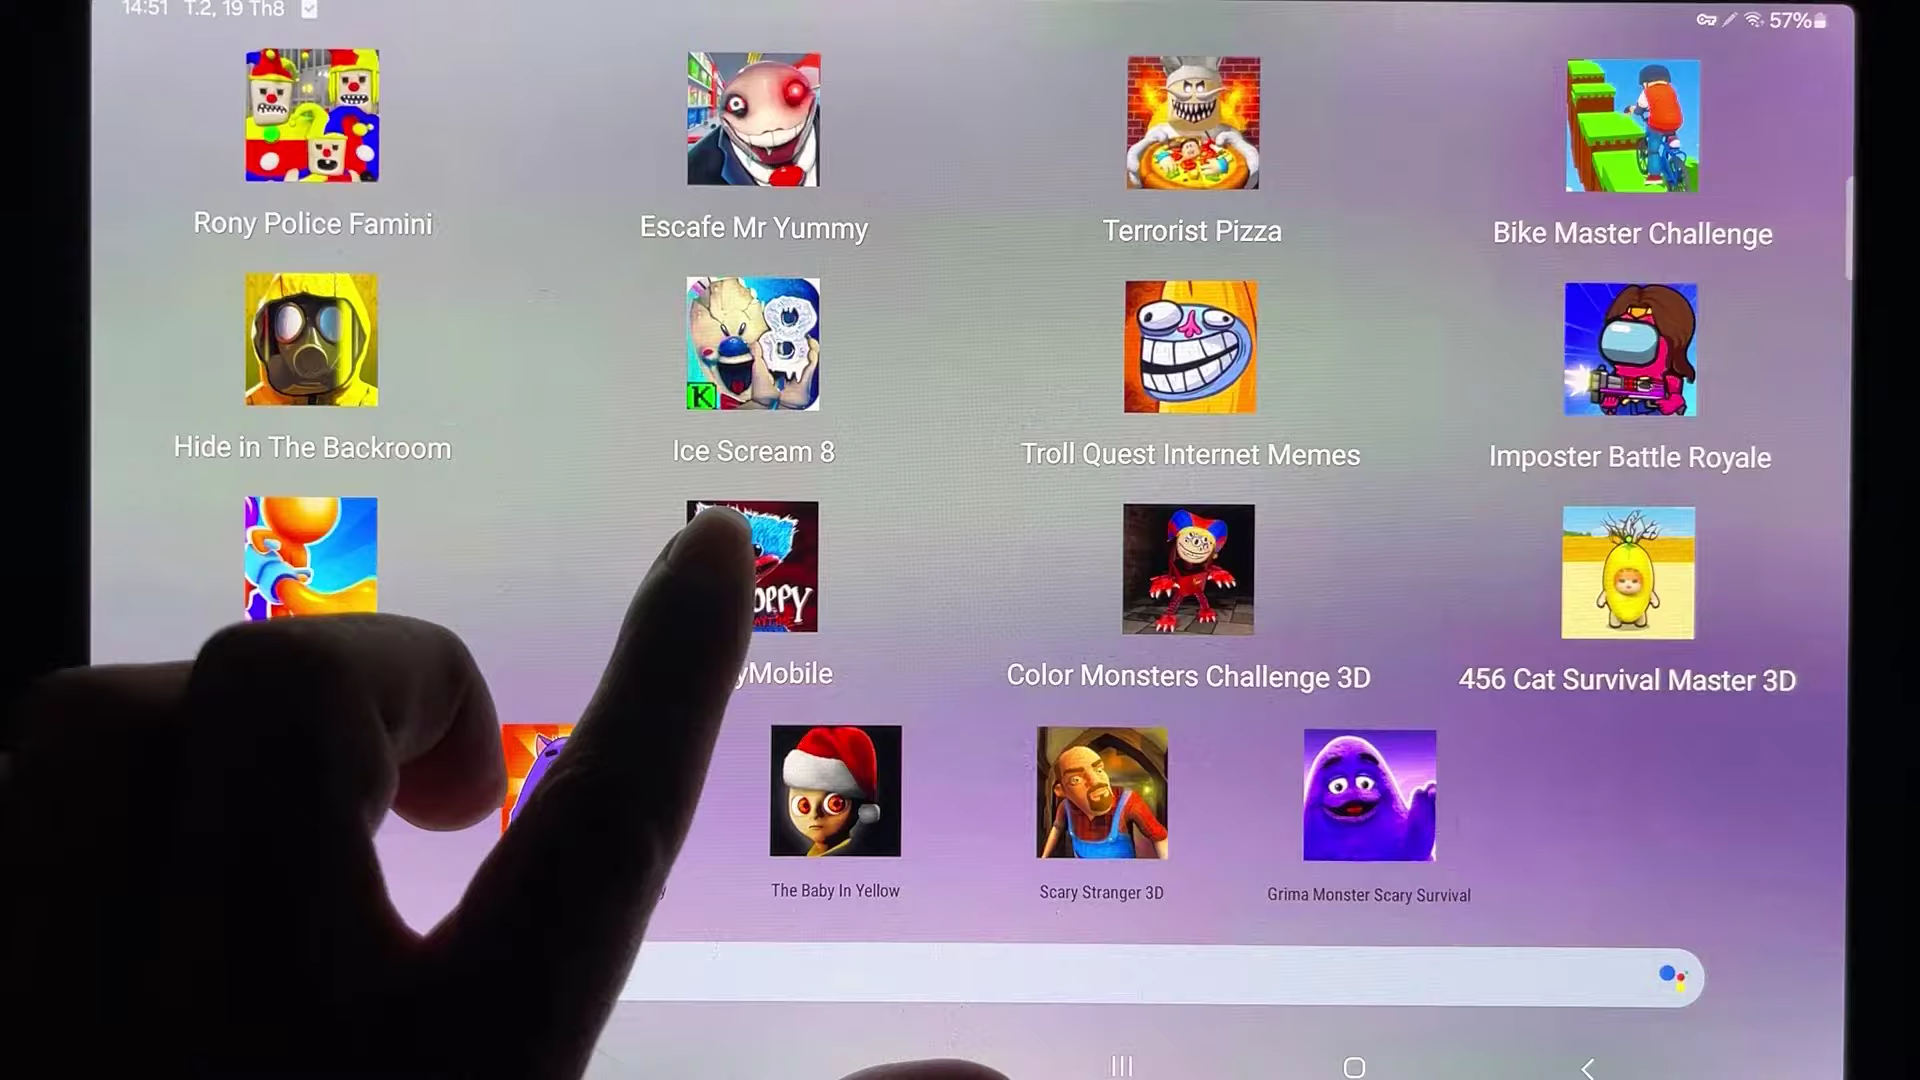 14:51 T.2, 19 Th8
57%
Rony Police Famini
Escafe Mr Yummy
Terrorist Pizza
Bike Master Challenge
Hide in The Backroom
8
K
Ice Scream 8
Troll Quest Internet Memes
Imposter Battle Royale
OPPY
yMobile
Color Monsters Challenge 3D
456 Cat Survival Master 3D
y
The Baby In Yellow
Scary Stranger 3D
Grima Monster Scary Survival